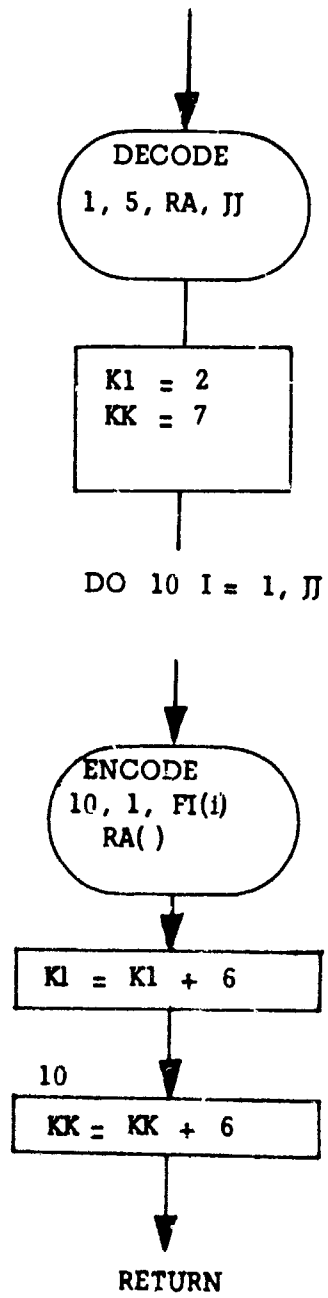 DECODE
1, 5, RA, JJ
K1 = 2
KK = 7
DO 10 I = 1, JJ
ENCODE
10, 1, FI(i)
RA( )
K1 = K1 + 6
10
KK = KK + 6
RETURN